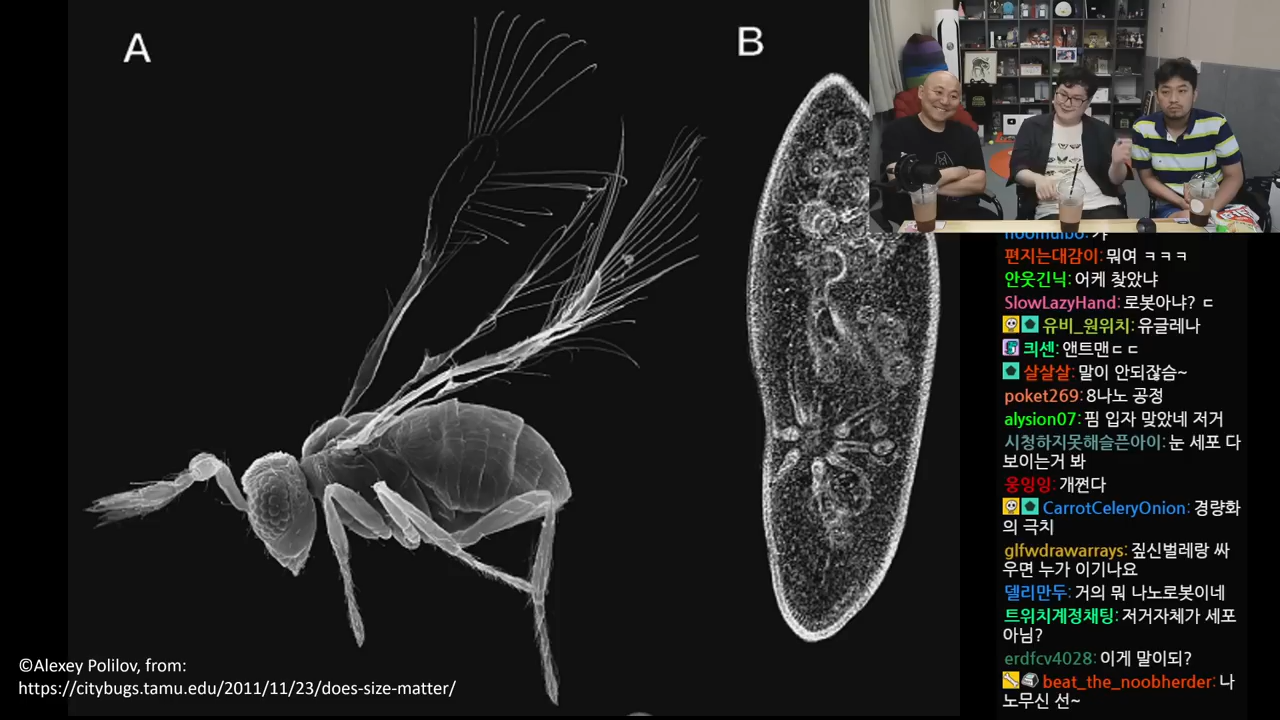 A
B
편지는대감이: 뭐여 ㅋㅋㅋ
안웃긴닉: 어케 찾았냐
SlowLazyHand: 로봇아냐? ㄷ
유비_원위치: 유글레나
킈센: 앤트맨ㄷㄷ
살살살: 말이 안되잖슴~
poket269: 8나노 공정
alysion07: 핌 입자 맞았네 저거
시청하지못해슬픈아이: 눈 세포 다
보이는거 봐
웅잉잉: 개쩐다
CarrotCeleryOnion: 경량화
의 극치
glfwdrawarrays: 짚신벌레랑 싸
우면 누가 이기나요
델리만두: 거의 뭐 나노로봇이네
트위치계정채팅: 저거자체가 세포
아님?
erdfcv4028: 이게 말이되?
beat_the_noobherder: 나
노무신 선~
©Alexey Polilov, from:
https://citybugs.tamu.edu/2011/11/23/does-size-matter/